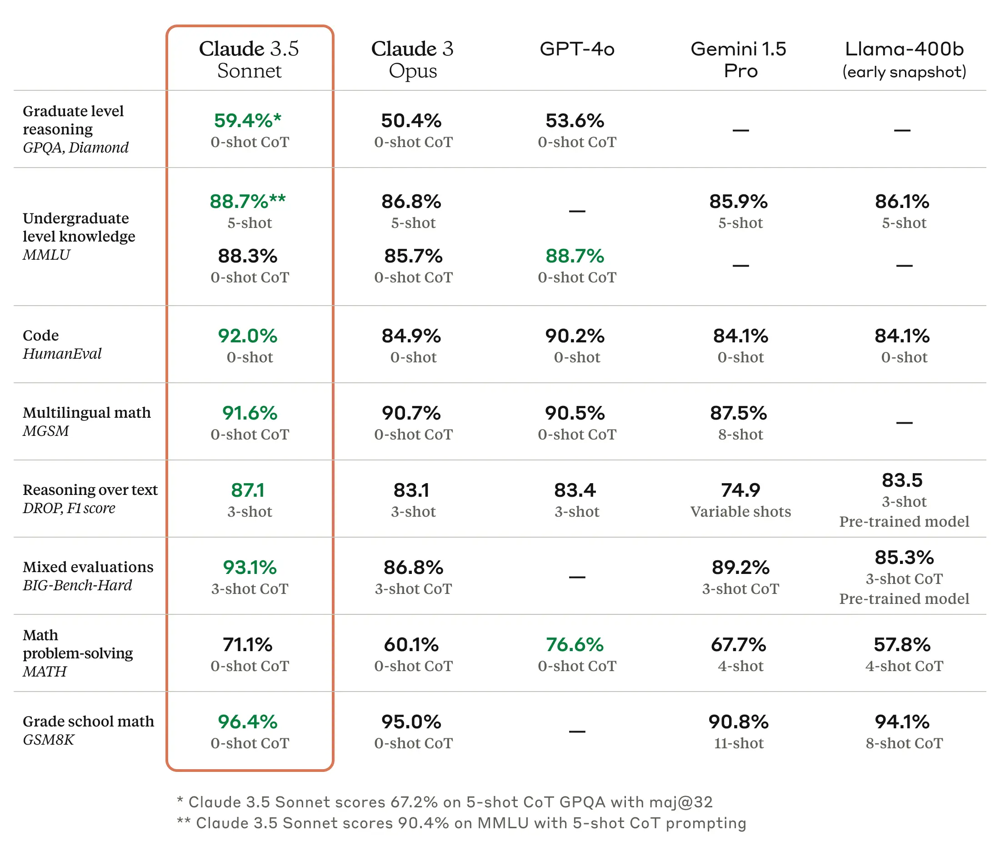 Claude 3.5
Sonnet
Claude 3
Opus
GPT-4o
Gemini 1.5
Pro
Llama-400b
(early snapshot)
Graduate level
reasoning
GPQA, Diamond
59.4%*
0-shot CoT
50.4%
0-shot CoT
53.6%
0-shot CoT
—
—
Undergraduate
level knowledge
MMLU
88.7%**
5-shot
86.8%
5-shot
—
85.9%
5-shot
86.1%
5-shot
88.3%
0-shot CoT
85.7%
0-shot CoT
88.7%
0-shot CoT
—
—
Code
HumanEval
92.0%
0-shot
84.9%
0-shot
90.2%
0-shot
84.1%
0-shot
84.1%
0-shot
Multilingual math
MGSM
91.6%
0-shot CoT
90.7%
0-shot CoT
90.5%
0-shot CoT
87.5%
8-shot
—
Reasoning over text
DROP, F1 score
87.1
3-shot
83.1
3-shot
83.4
3-shot
74.9
Variable shots
83.5
3-shot
Pre-trained model
Mixed evaluations
BIG-Bench-Hard
93.1%
3-shot CoT
86.8%
3-shot CoT
—
89.2%
3-shot CoT
85.3%
3-shot CoT
Pre-trained model
Math
problem-solving
MATH
71.1%
0-shot CoT
60.1%
0-shot CoT
76.6%
0-shot CoT
67.7%
4-shot
57.8%
4-shot CoT
Grade school math
GSM8K
96.4%
0-shot CoT
95.0%
0-shot CoT
—
90.8%
11-shot
94.1%
8-shot CoT
* Claude 3.5 Sonnet scores 67.2% on 5-shot CoT GPQA with maj@32
** Claude 3.5 Sonnet scores 90.4% on MMLU with 5-shot CoT prompting